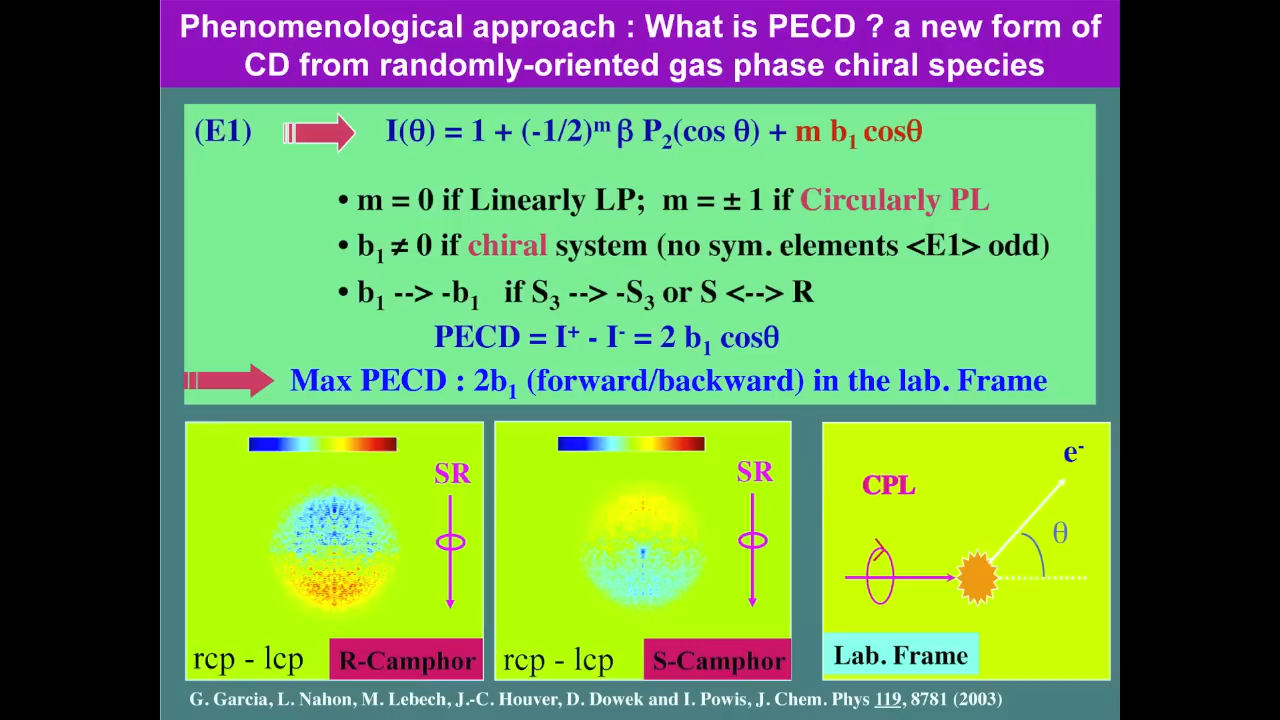 Phenomenological approach : What is PECD ? a new form of
CD from randomly-oriented gas phase chiral species
(E1) I(θ) = 1 + (-1/2)ᵐ β P₂(cos θ) + m b₁ cosθ
• m = 0 if Linearly LP; m = ± 1 if Circularly PL
• b₁ ≠ 0 if chiral system (no sym. elements <E1> odd)
• b₁ --> -b₁ if S₃ --> -S₃ or S <--> R
PECD = I⁺ - I⁻ = 2 b₁ cosθ
Max PECD : 2b₁ (forward/backward) in the lab. Frame
SR
rcp - lcp
R-Camphor
SR
rcp - lcp
S-Camphor
e⁻
CPL
θ
Lab. Frame
G. Garcia, L. Nahon, M. Lebech, J.-C. Houver, D. Dowek and I. Powis, J. Chem. Phys 119, 8781 (2003)